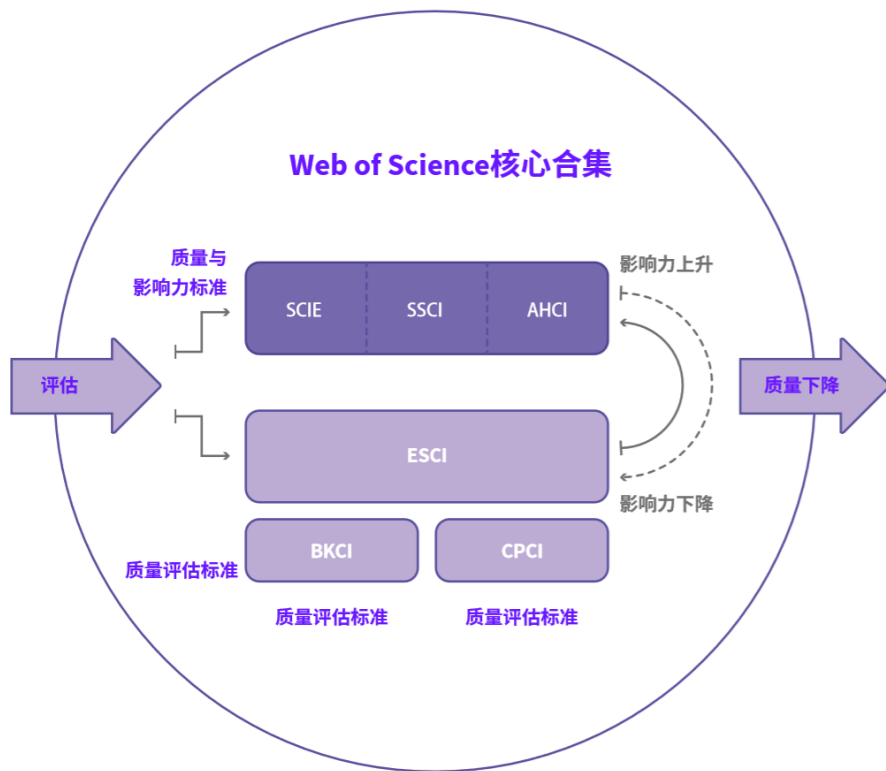 Web of Science核心合集
质量与
影响力标准
影响力上升
SCIE
SSCI
AHCI
评估
质量下降
ESCI
影响力下降
BKCI
CPCI
质量评估标准
质量评估标准
质量评估标准